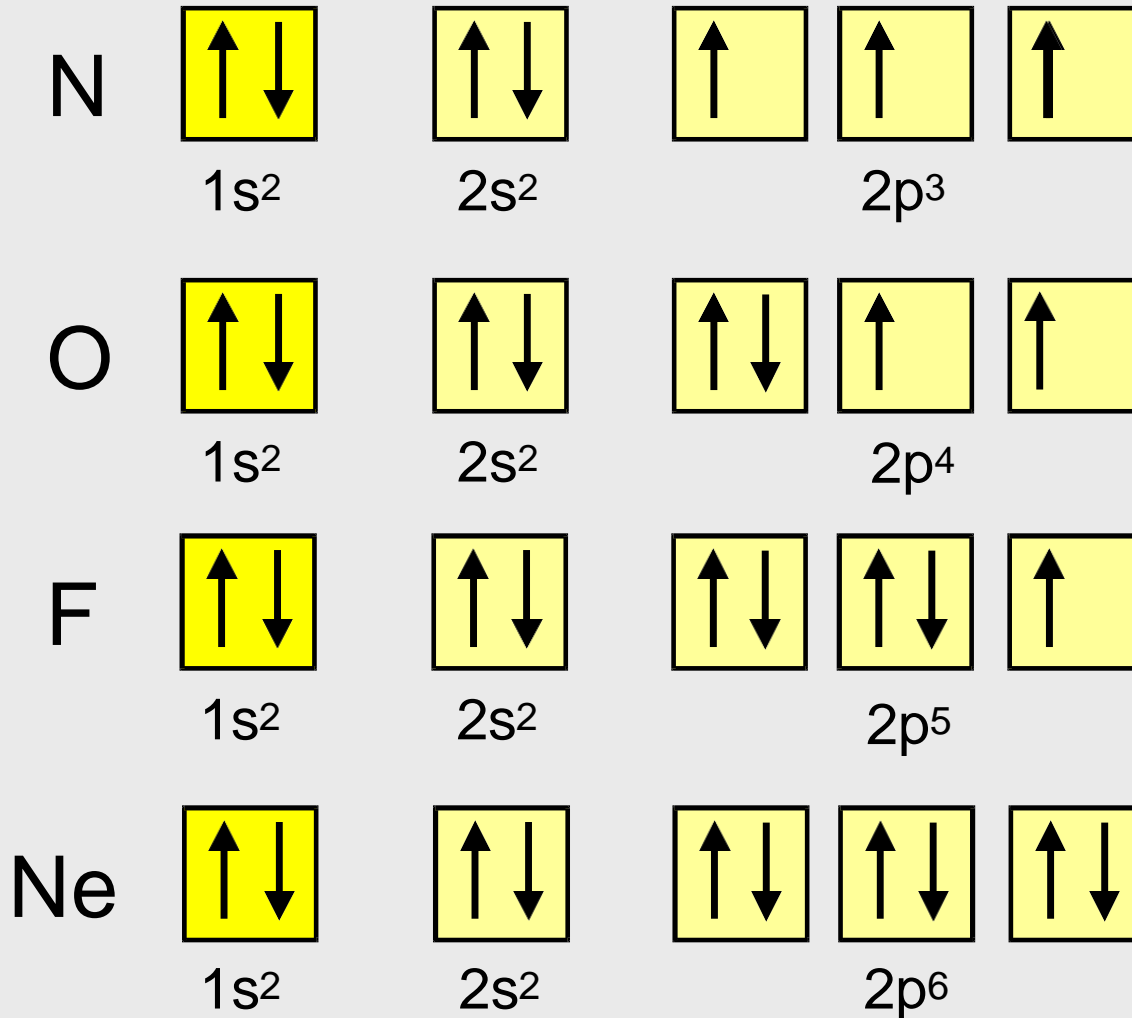 N
1s² 2s² 2p³
O
1s² 2s² 2p⁴
F
1s² 2s² 2p⁵
Ne
1s² 2s² 2p⁶